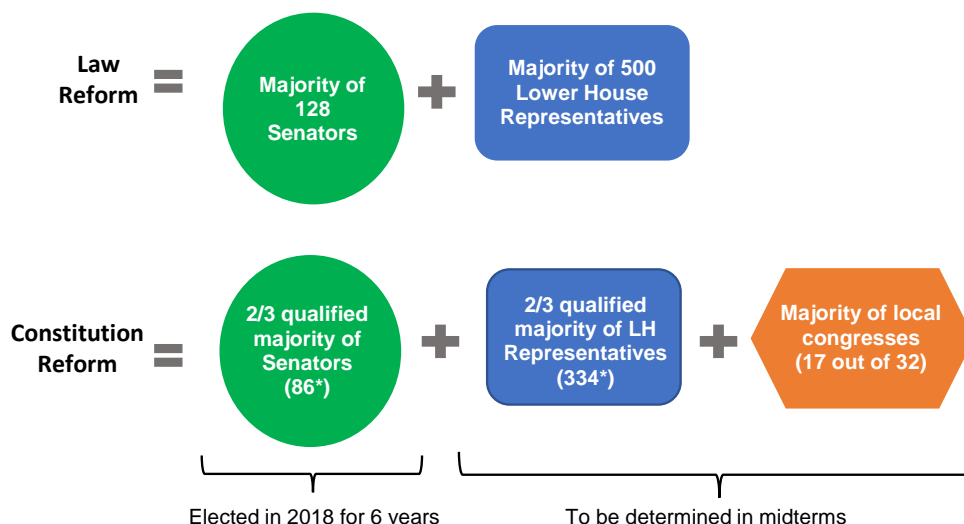 Law
Reform
=
Majority of
128
Senators
+
Majority of 500
Lower House
Representatives
Constitution
Reform
=
2/3 qualified
majority of
Senators
(86*)
+
2/3 qualified
majority of LH
Representatives
(334*)
+
Majority of local
congresses
(17 out of 32)
Elected in 2018 for 6 years
To be determined in midterms